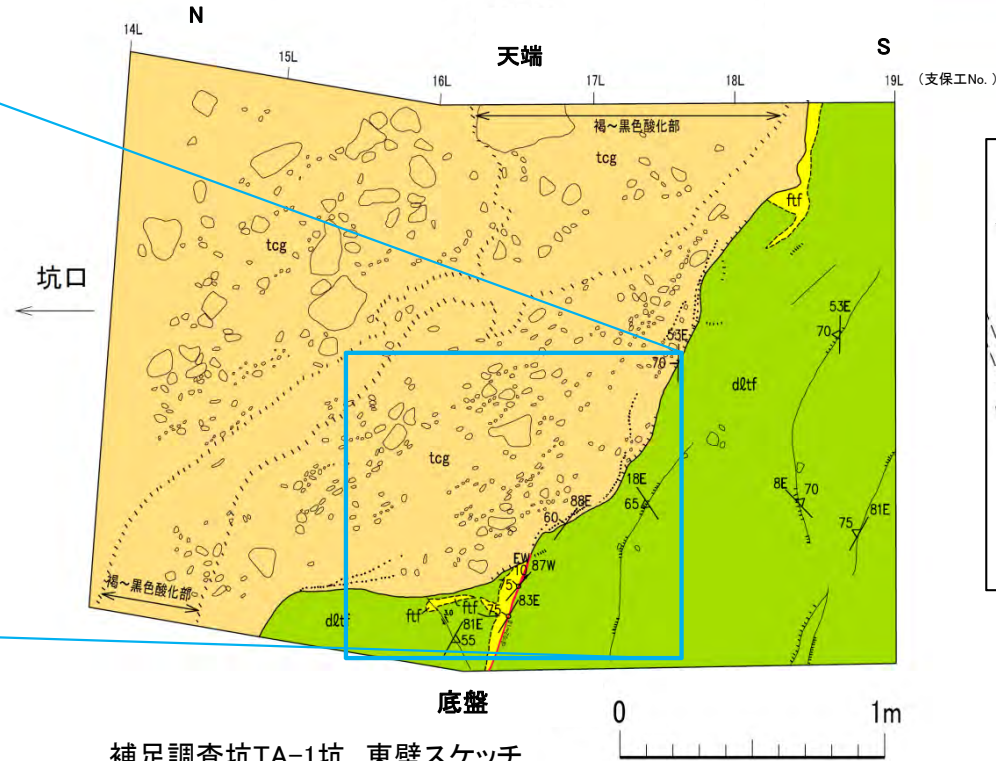 N
天端
S
14L
15L
16L
17L
18L
19L
（支保工No. ）
褐～黒色酸化部
tcg
ftf
tcg
坑口
53E
70
53E
70
dℓtf
tcg
18E
65
8E
70
88E
60
81E
75
EW
10
87W
75
83E
褐～黒色酸化部
ftf
ftf
75
dℓtf
81E
55
底盤
0
1m
補足調査坑TA-1坑 東壁スケッチ